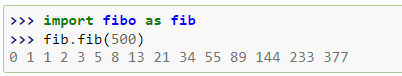 >>> import fibo as fib
>>> fib.fib(500)
0 1 1 2 3 5 8 13 21 34 55 89 144 233 377